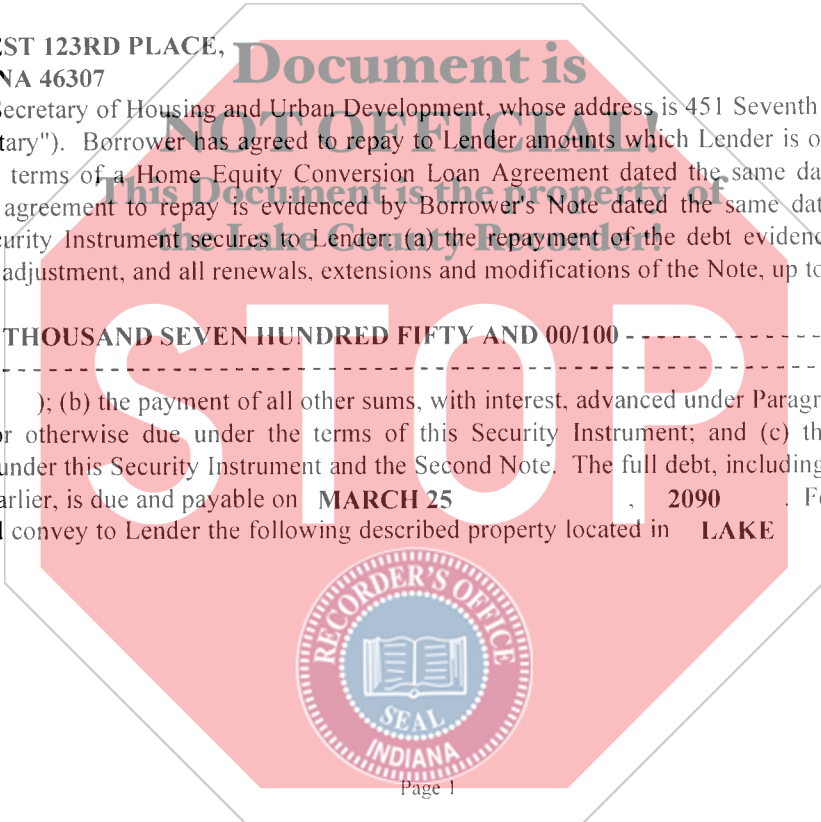 EST 123RD PLACE,
NA 46307
Secretary of Housing and Urban Development, whose address is 451 Seventh
tary"). Borrower has agreed to repay to Lender amounts which Lender is o
terms of a Home Equity Conversion Loan Agreement dated the same da
agreement to repay is evidenced by Borrower's Note dated the same dat
urity Instrument secures to Lender: (a) the repayment of the debt evidenc
adjustment, and all renewals, extensions and modifications of the Note, up to
THOUSAND SEVEN HUNDRED FIFTY AND 00/100 - - - - - - - - - - - -
- - - - - - - - - - - - - - - - - - - - - - - - - - - - - - - - - - - - - - - - - - - - - - - -
); (b) the payment of all other sums, with interest, advanced under Paragr
or otherwise due under the terms of this Security Instrument; and (c) th
under this Security Instrument and the Second Note. The full debt, including
arlier, is due and payable on MARCH 25 , 2090 . Fo
d convey to Lender the following described property located in LAKE
Page 1
Document is
NOT OFFICIAL!
This Document is the property of
the Lake County Recorder!
STOP
RECORDER'S OFFICE
SEAL
INDIANA